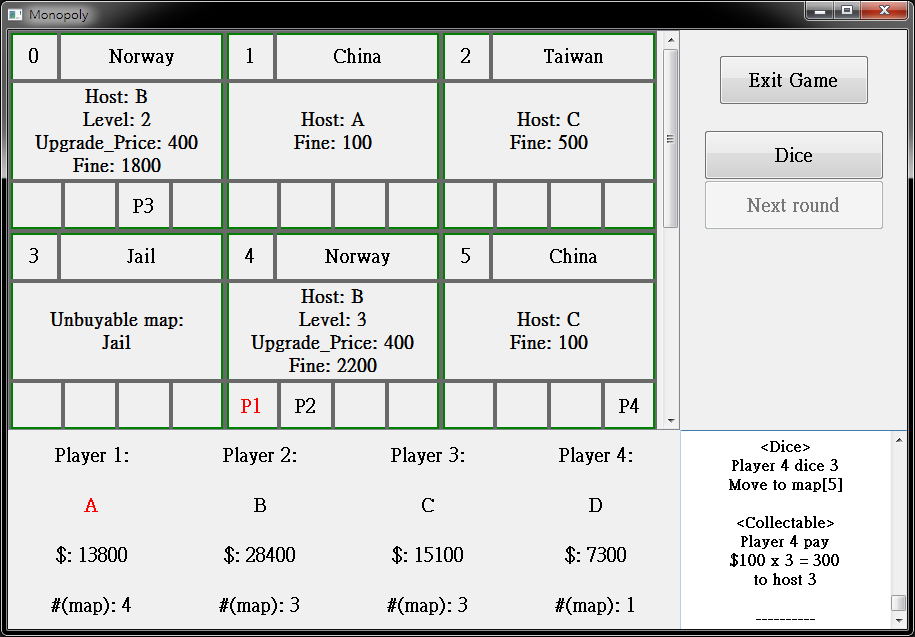 Monopoly
0 Norway
Host: B
Level: 2
Upgrade_Price: 400
Fine: 1800
P3
1 China
Host: A
Fine: 100
2 Taiwan
Host: C
Fine: 500
3 Jail
Unbuyable map:
Jail
4 Norway
Host: B
Level: 3
Upgrade_Price: 400
Fine: 2200
P1 P2
5 China
Host: C
Fine: 100
P4
Exit Game
Dice
Next round
Player 1:
A
$: 13800
#(map): 4
Player 2:
B
$: 28400
#(map): 3
Player 3:
C
$: 15100
#(map): 3
Player 4:
D
$: 7300
#(map): 1
<Dice>
Player 4 dice 3
Move to map[5]
<Collectable>
Player 4 pay
$100 x 3 = 300
to host 3
----------